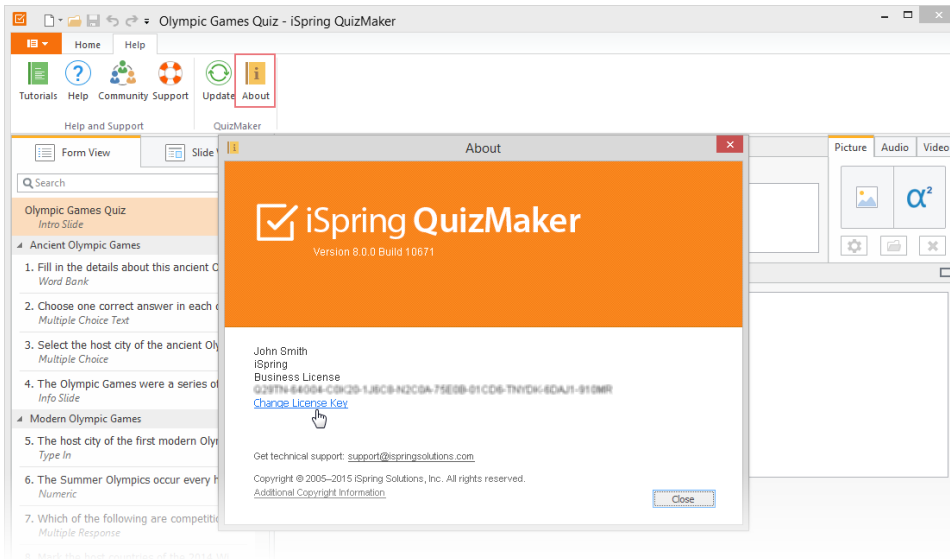 Olympic Games Quiz - iSpring QuizMaker
Home Help
Tutorials Help Community Support Update About
Help and Support QuizMaker
Form View Slide
Search
Olympic Games Quiz
Intro Slide
Ancient Olympic Games
1. Fill in the details about this ancient O
Word Bank
2. Choose one correct answer in each
Multiple Choice Text
3. Select the host city of the ancient Oly
Multiple Choice
4. The Olympic Games were a series of
Info Slide
Modern Olympic Games
5. The host city of the first modern Olyn
Type In
6. The Summer Olympics occur every h
Numeric
7. Which of the following are competitio
Multiple Response
About
iSpring QuizMaker
Version 8.0.0 Build 10671
John Smith
iSpring
Business License
Change License Key
Get technical support: support@ispringsolutions.com
Copyright © 2005–2015 iSpring Solutions, Inc. All rights reserved.
Additional Copyright Information
Close
Picture Audio Video
α²